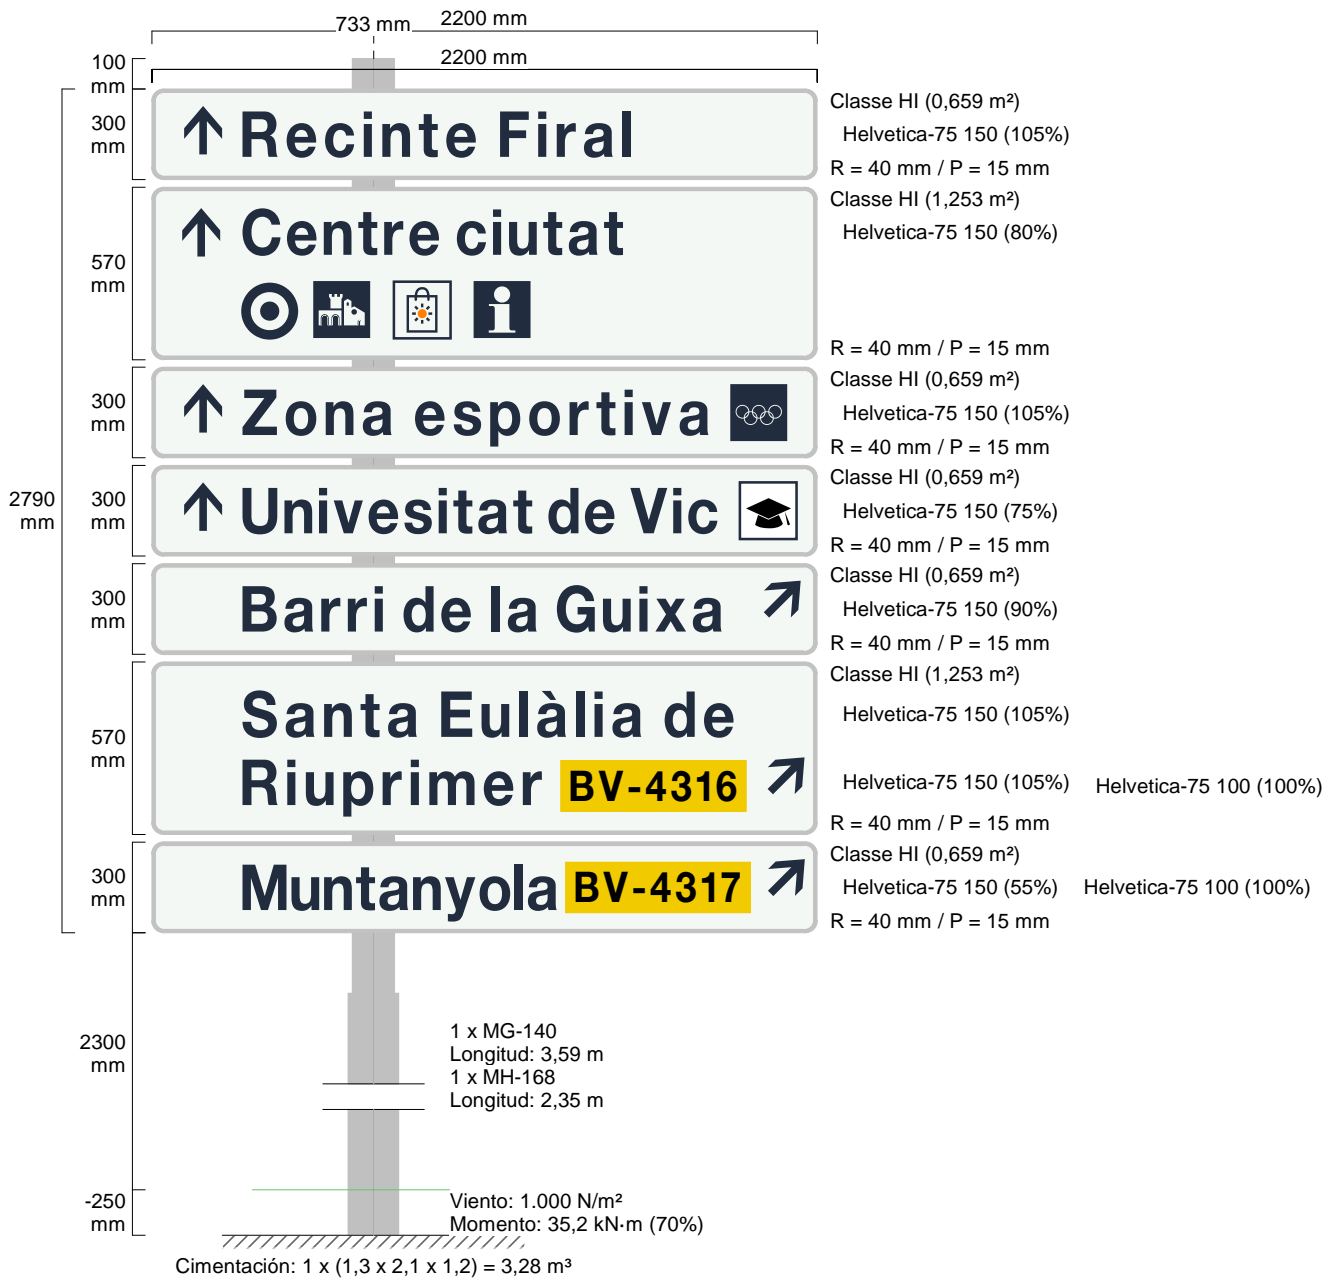 733 mm 2200 mm
2200 mm
100 mm
Classe HI (0,659 m²)
300 mm
Recinte Firal
Helvetica-75 150 (105%)
R = 40 mm / P = 15 mm
Classe HI (1,253 m²)
Centre ciutat
Helvetica-75 150 (80%)
570 mm
R = 40 mm / P = 15 mm
Classe HI (0,659 m²)
300 mm
Zona esportiva
Helvetica-75 150 (105%)
R = 40 mm / P = 15 mm
Classe HI (0,659 m²)
2790 mm
300 mm
Univesitat de Vic
Helvetica-75 150 (75%)
R = 40 mm / P = 15 mm
Classe HI (0,659 m²)
300 mm
Barri de la Guixa
Helvetica-75 150 (90%)
R = 40 mm / P = 15 mm
Classe HI (1,253 m²)
Santa Eulàlia de
Helvetica-75 150 (105%)
570 mm
Riuprimer BV-4316
Helvetica-75 150 (105%) Helvetica-75 100 (100%)
R = 40 mm / P = 15 mm
Classe HI (0,659 m²)
300 mm
Muntanyola BV-4317
Helvetica-75 150 (55%) Helvetica-75 100 (100%)
R = 40 mm / P = 15 mm
2300 mm
1 x MG-140
Longitud: 3,59 m
1 x MH-168
Longitud: 2,35 m
-250 mm
Viento: 1.000 N/m²
Momento: 35,2 kN·m (70%)
Cimentación: 1 x (1,3 x 2,1 x 1,2) = 3,28 m³